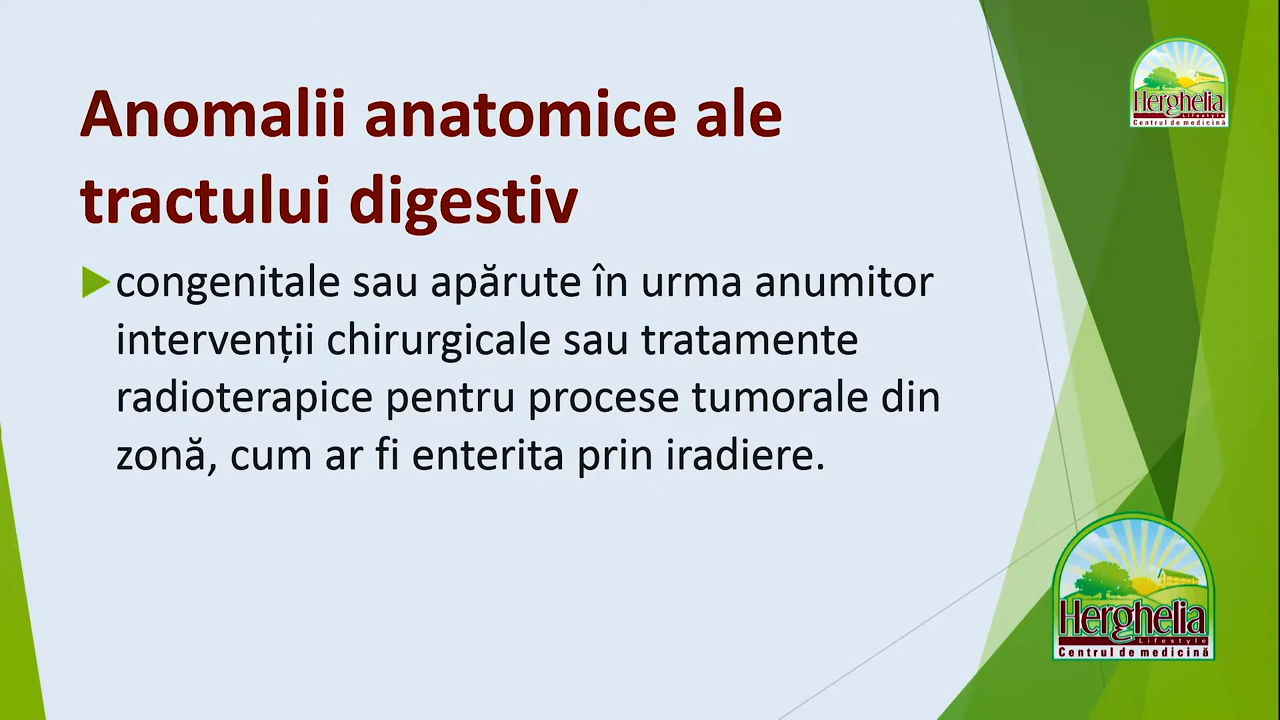 Anomalii anatomice ale
tractului digestiv
congenitale sau apărute în urma anumitor
intervenții chirurgicale sau tratamente
radioterapice pentru procese tumorale din
zonă, cum ar fi enterita prin iradiere.
Herghelia
Lifestyle
Centrul de medicină
Herghelia
Lifestyle
Centrul de medicină